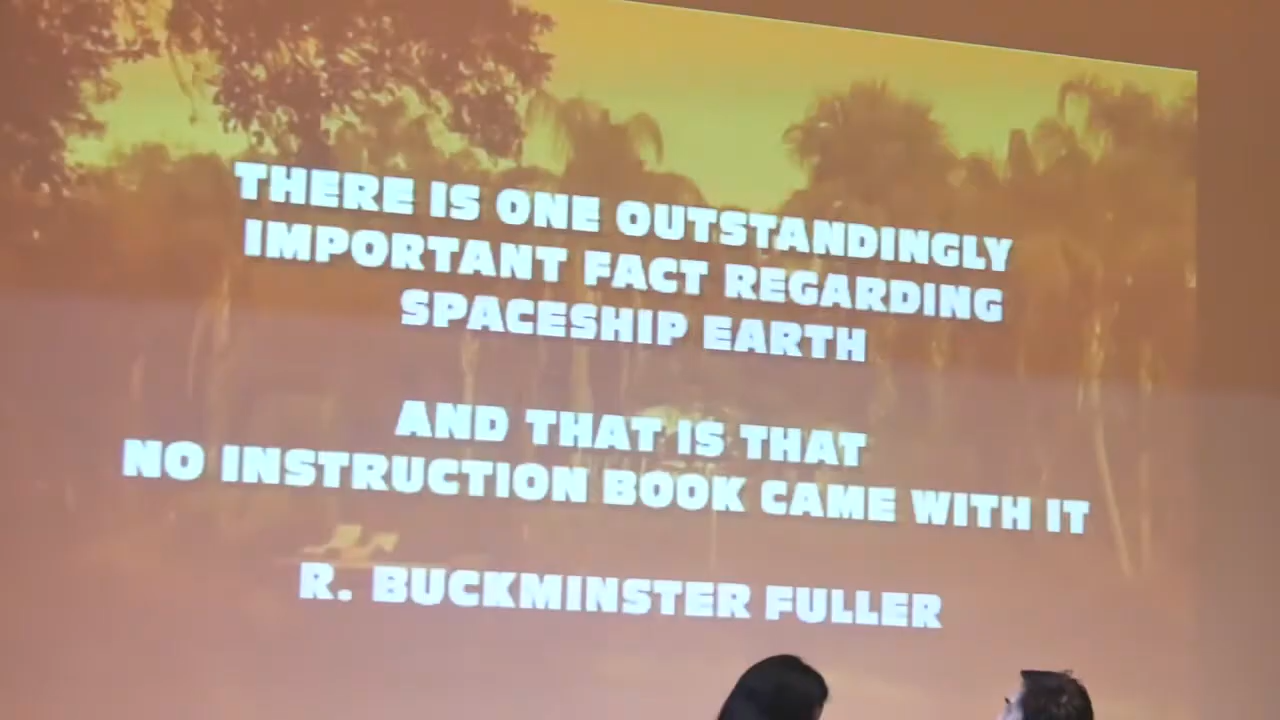 THERE IS ONE OUTSTANDINGLY
IMPORTANT FACT REGARDING
SPACESHIP EARTH
AND THAT IS THAT
NO INSTRUCTION BOOK CAME WITH IT
R. BUCKMINSTER FULLER